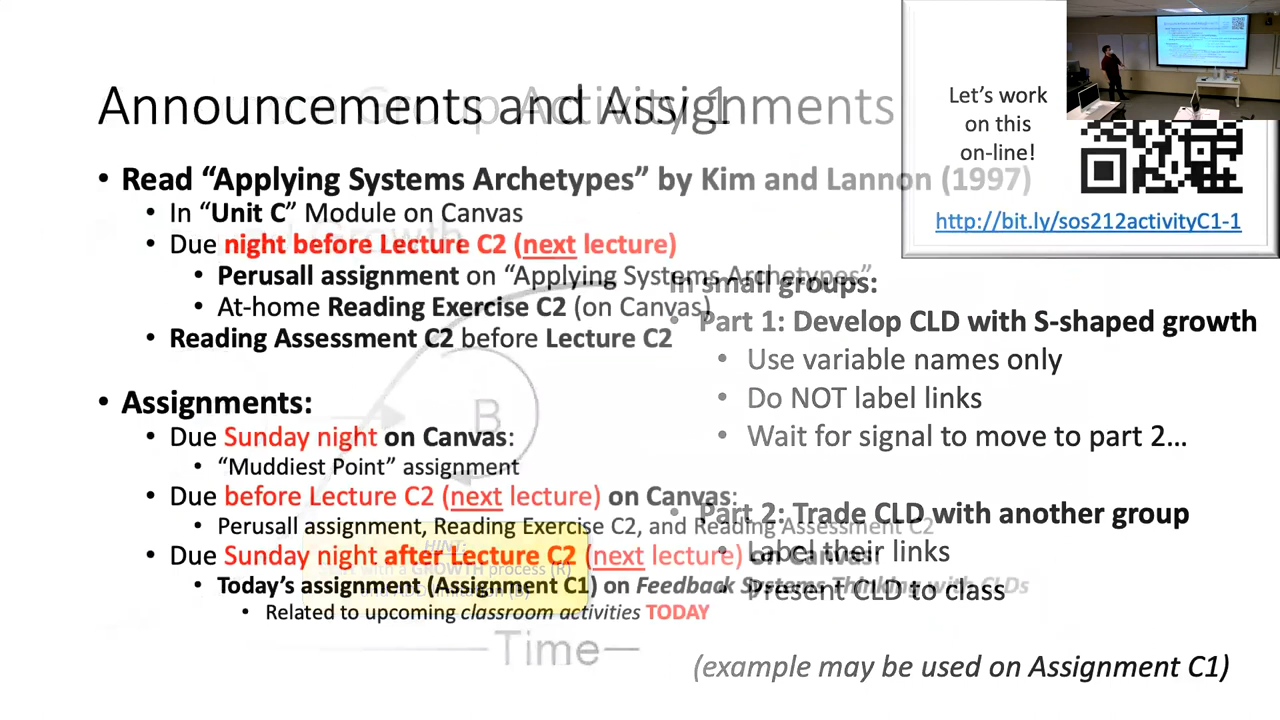 Announcements and Assignments
Group Activity 1
• Read “Applying Systems Archetypes” by Kim and Lannon (1997)
• In “Unit C” Module on Canvas
• Due night before Lecture C2 (next lecture)
• Perusall assignment on “Applying Systems Archetypes”
• At-home Reading Exercise C2 (on Canvas)
• Reading Assessment C2 before Lecture C2
• Assignments:
• Due Sunday night on Canvas:
• “Muddiest Point” assignment
• Due before Lecture C2 (next lecture) on Canvas:
• Perusall assignment, Reading Exercise C2, and Reading Assessment C2
• Due Sunday night after Lecture C2 (next lecture) on Canvas:
• Today’s assignment (Assignment C1) on Feedback Systems Thinking with CLDs
• Related to upcoming classroom activities TODAY
Growth
B
HINT:
with a GROWTH process (R)
Time
Let’s work
on this
on-line!
http://bit.ly/sos212activityC1-1
In small groups:
• Part 1: Develop CLD with S-shaped growth
• Use variable names only
• Do NOT label links
• Wait for signal to move to part 2…
• Part 2: Trade CLD with another group
• Label their links
• Present CLD to class
(example may be used on Assignment C1)